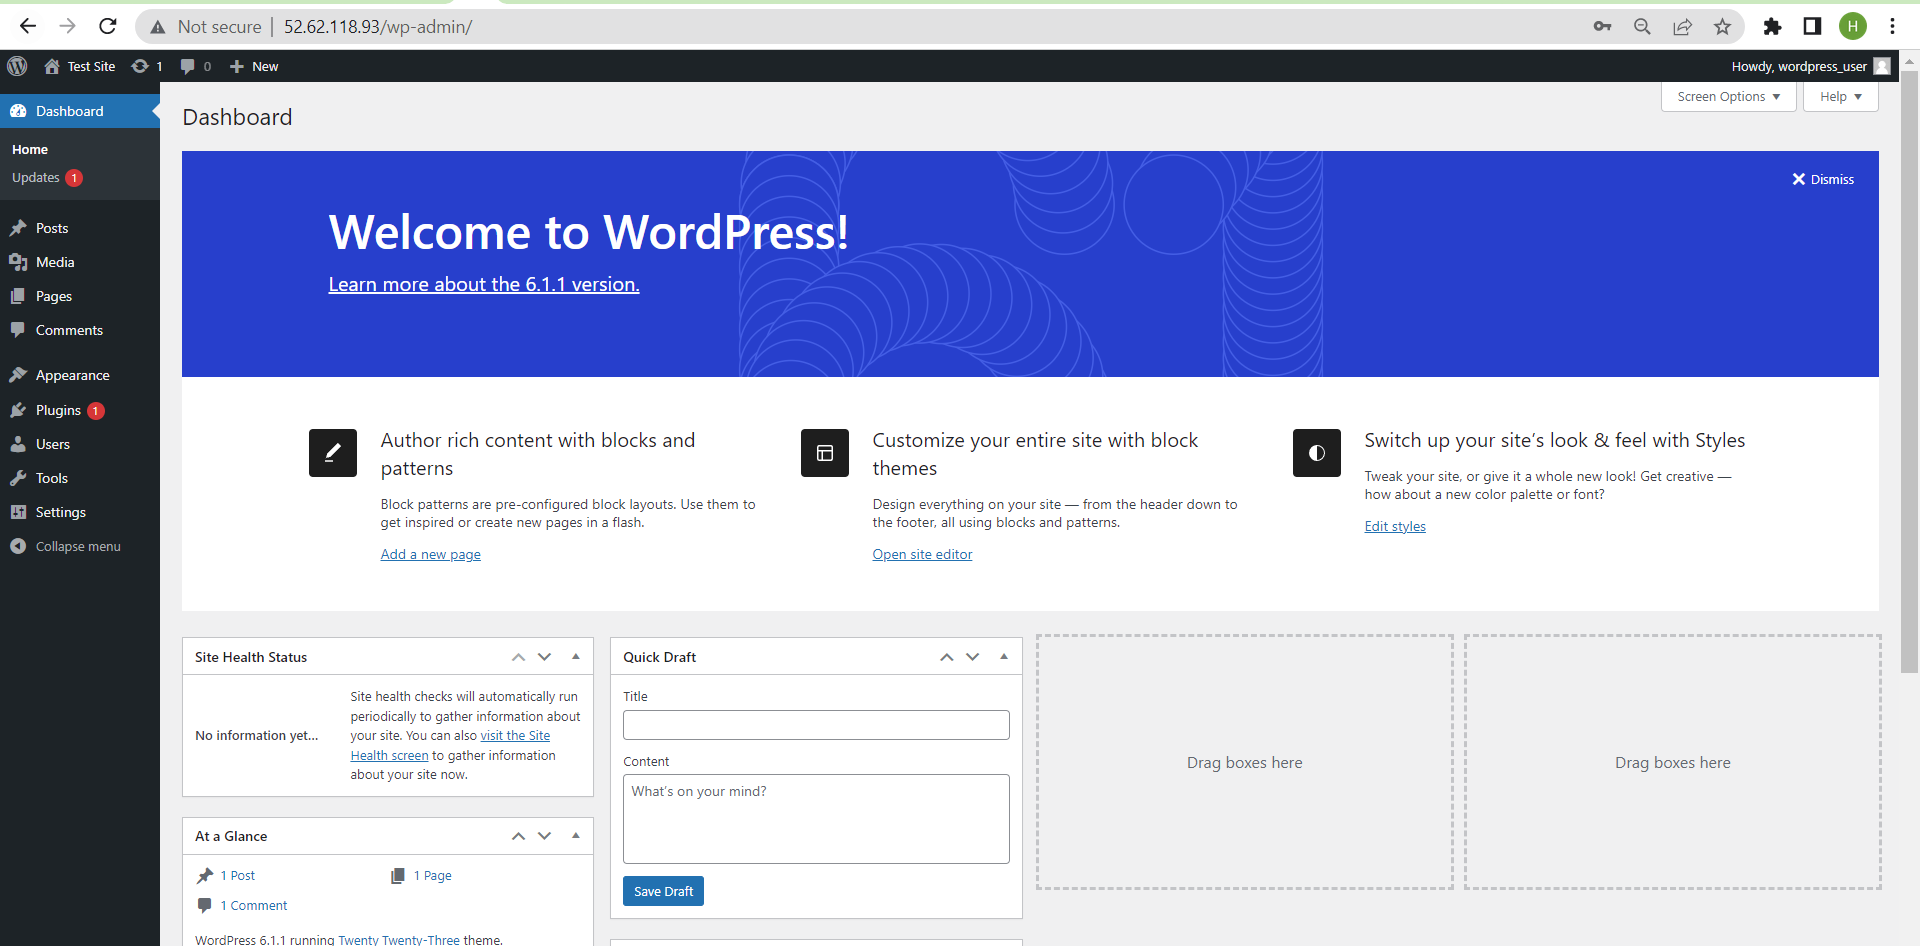 Not secure | 52.62.118.93/wp-admin/
H
Test Site 1 0 New
Howdy, wordpress_user
Dashboard
Home
Updates 1
Posts
Media
Pages
Comments
Appearance
Plugins 1
Users
Tools
Settings
Collapse menu
Dashboard
Screen Options
Help
Dismiss
Welcome to WordPress!
Learn more about the 6.1.1 version.
Author rich content with blocks and
patterns
Block patterns are pre-configured block layouts. Use them to
get inspired or create new pages in a flash.
Add a new page
Customize your entire site with block
themes
Design everything on your site — from the header down to
the footer, all using blocks and patterns.
Open site editor
Switch up your site’s look & feel with Styles
Tweak your site, or give it a whole new look! Get creative —
how about a new color palette or font?
Edit styles
Site Health Status
No information yet...
Site health checks will automatically run
periodically to gather information about
your site. You can also visit the Site
Health screen to gather information
about your site now.
At a Glance
1 Post
1 Page
1 Comment
WordPress 6.1.1 running Twenty Twenty-Three theme.
Quick Draft
Title
Content
What’s on your mind?
Save Draft
Drag boxes here
Drag boxes here